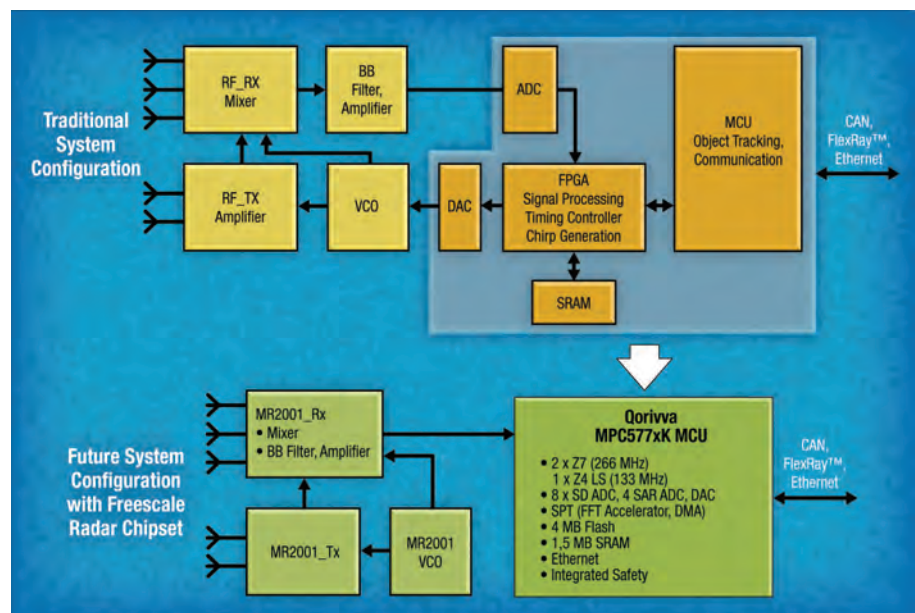 Traditional
System
Configuration
RF_RX
Mixer
BB
Filter,
Amplifier
ADC
MCU
Object Tracking,
Communication
CAN,
FlexRay™,
Ethernet
RF_TX
Amplifier
VCO
DAC
FPGA
Signal Processing
Timing Controller
Chirp Generation
SRAM
Future System
Configuration
with Freescale
Radar Chipset
MR2001_Rx
• Mixer
• BB Filter, Amplifier
MR2001_Tx
MR2001
VCO
Qorivva
MPC577xK MCU
• 2 x Z7 (266 MHz)
1 x Z4 LS (133 MHz)
• 8 x SD ADC, 4 SAR ADC, DAC
• SPT (FFT Accelerator, DMA)
• 4 MB Flash
• 1,5 MB SRAM
• Ethernet
• Integrated Safety
CAN,
FlexRay™,
Ethernet